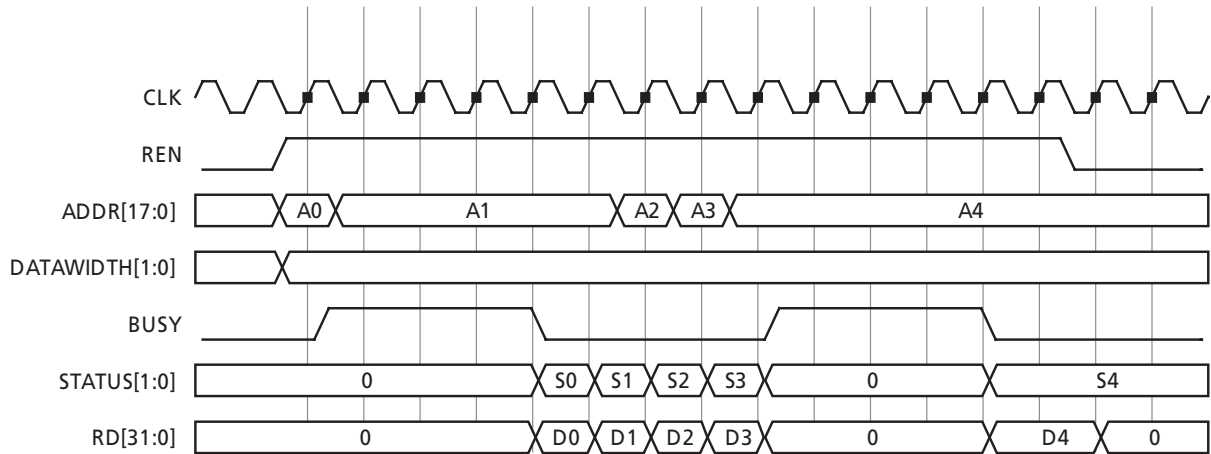 CLK
REN
ADDR[17:0] A0 A1 A2 A3 A4
DATAWIDTH[1:0]
BUSY
STATUS[1:0] 0 S0 S1 S2 S3 0 S4
RD[31:0] 0 D0 D1 D2 D3 0 D4 0